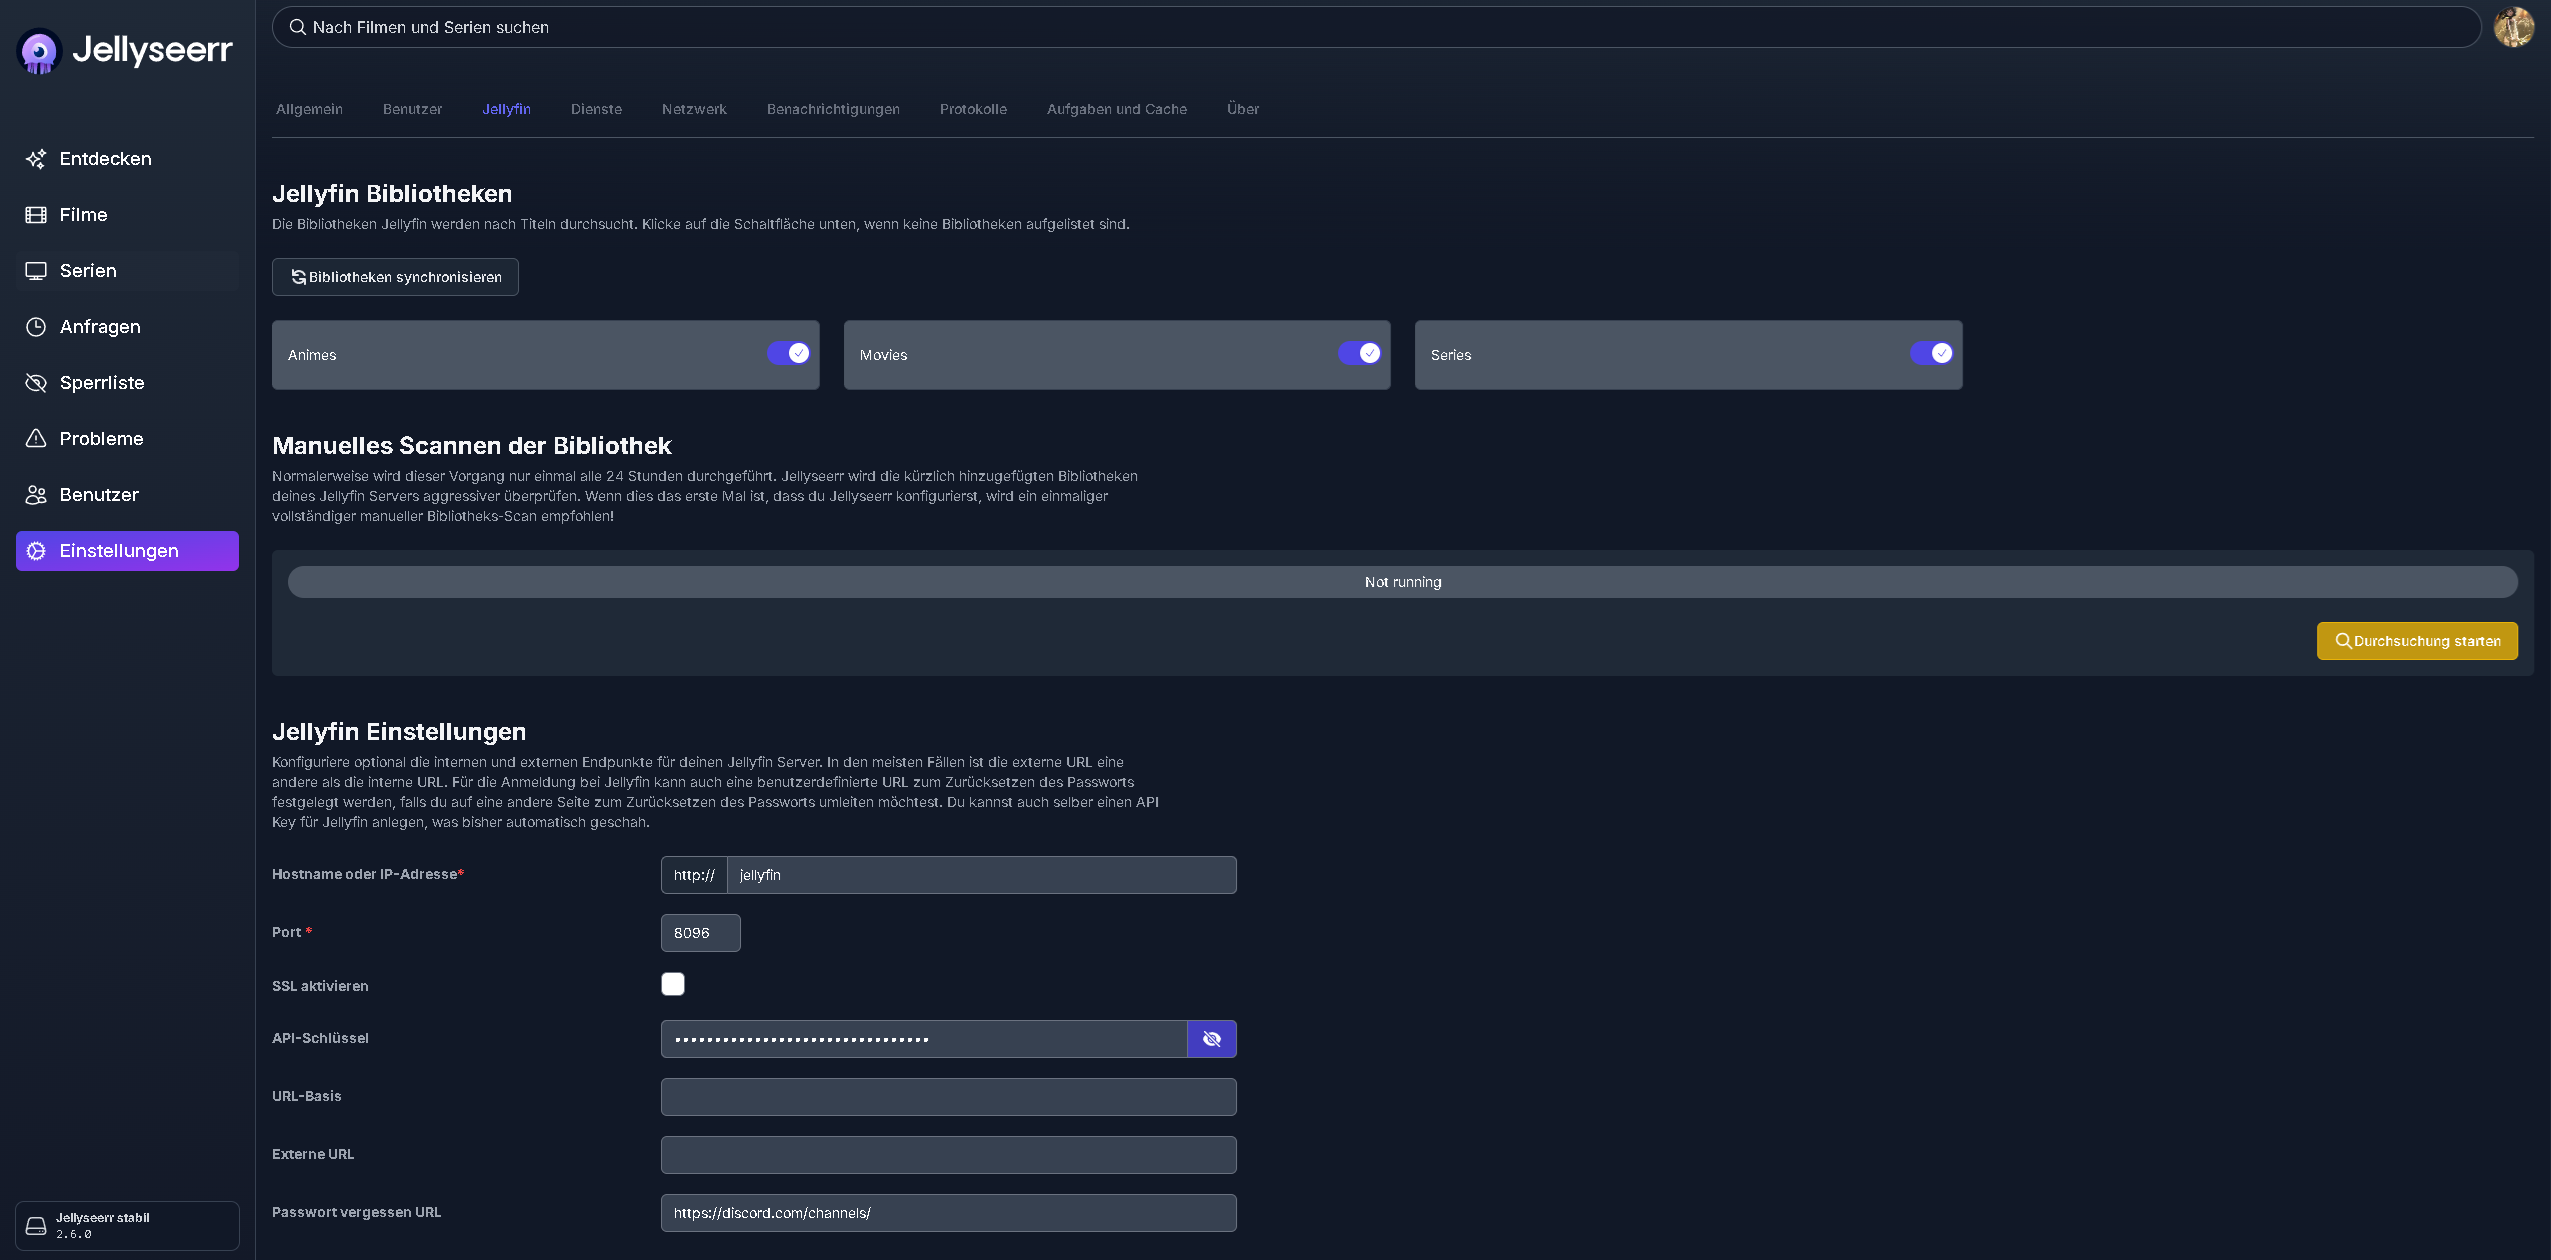 Jellyseerr
Nach Filmen und Serien suchen
Entdecken
Filme
Serien
Anfragen
Sperrliste
Probleme
Benutzer
Einstellungen
Jellyseerr stabil
2.6.0
Allgemein Benutzer Jellyfin Dienste Netzwerk Benachrichtigungen Protokolle Aufgaben und Cache Über
Jellyfin Bibliotheken
Die Bibliotheken Jellyfin werden nach Titeln durchsucht. Klicke auf die Schaltfläche unten, wenn keine Bibliotheken aufgelistet sind.
Bibliotheken synchronisieren
Animes Movies Series
Manuelles Scannen der Bibliothek
Normalerweise wird dieser Vorgang nur einmal alle 24 Stunden durchgeführt. Jellyseerr wird die kürzlich hinzugefügten Bibliotheken
deines Jellyfin Servers aggressiver überprüfen. Wenn dies das erste Mal ist, dass du Jellyseerr konfigurierst, wird ein einmaliger
vollständiger manueller Bibliotheks-Scan empfohlen!
Not running
Durchsuchung starten
Jellyfin Einstellungen
Konfiguriere optional die internen und externen Endpunkte für deinen Jellyfin Server. In den meisten Fällen ist die externe URL eine
andere als die interne URL. Für die Anmeldung bei Jellyfin kann auch eine benutzerdefinierte URL zum Zurücksetzen des Passworts
festgelegt werden, falls du auf eine andere Seite zum Zurücksetzen des Passworts umleiten möchtest. Du kannst auch selber einen API
Key für Jellyfin anlegen, was bisher automatisch geschah.
Hostname oder IP-Adresse* http:// jellyfin
Port * 8096
SSL aktivieren
API-Schlüssel
URL-Basis
Externe URL
Passwort vergessen URL https://discord.com/channels/